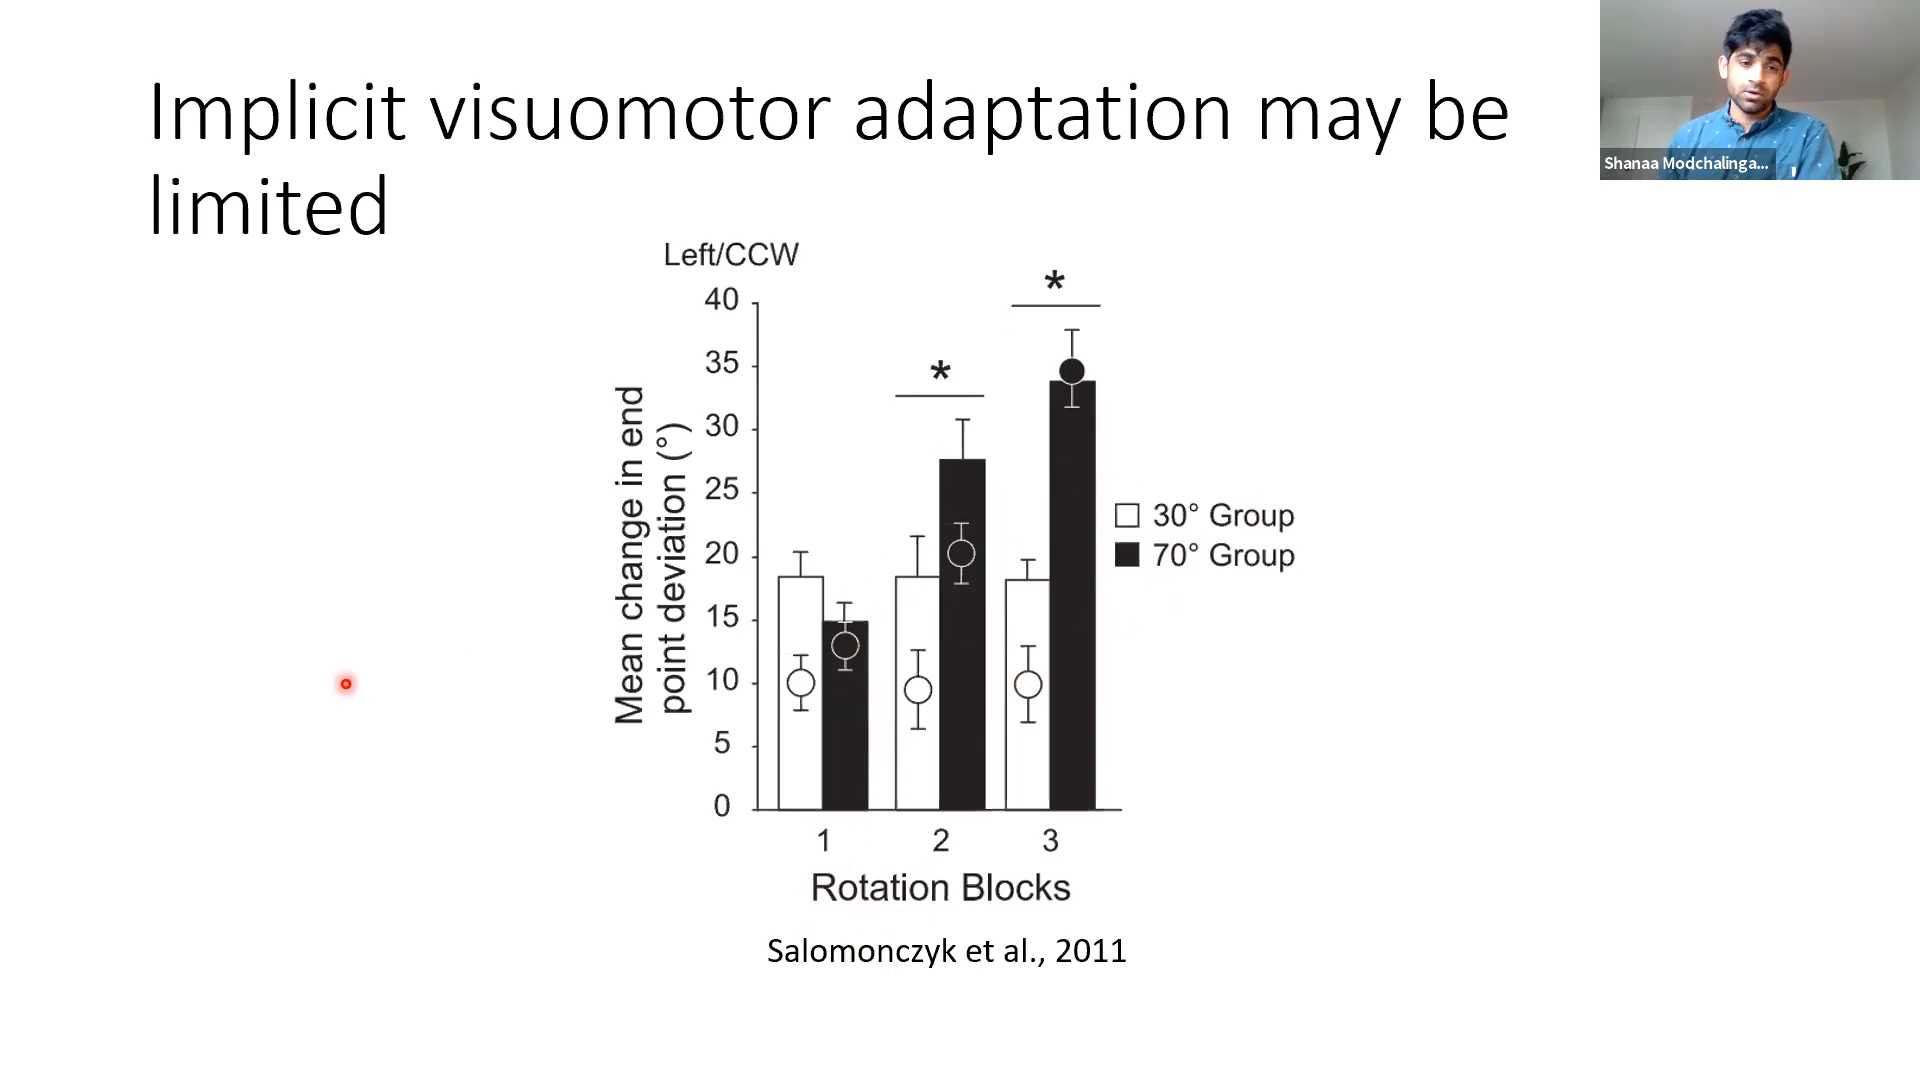 Implicit visuomotor adaptation may be
limited
Shanaa Modchalinga...
Left/CCW
*
*
40
35
30
25
20
15
10
5
0
Mean change in end
point deviation (°)
30° Group
70° Group
1
2
3
Rotation Blocks
Salomonczyk et al., 2011